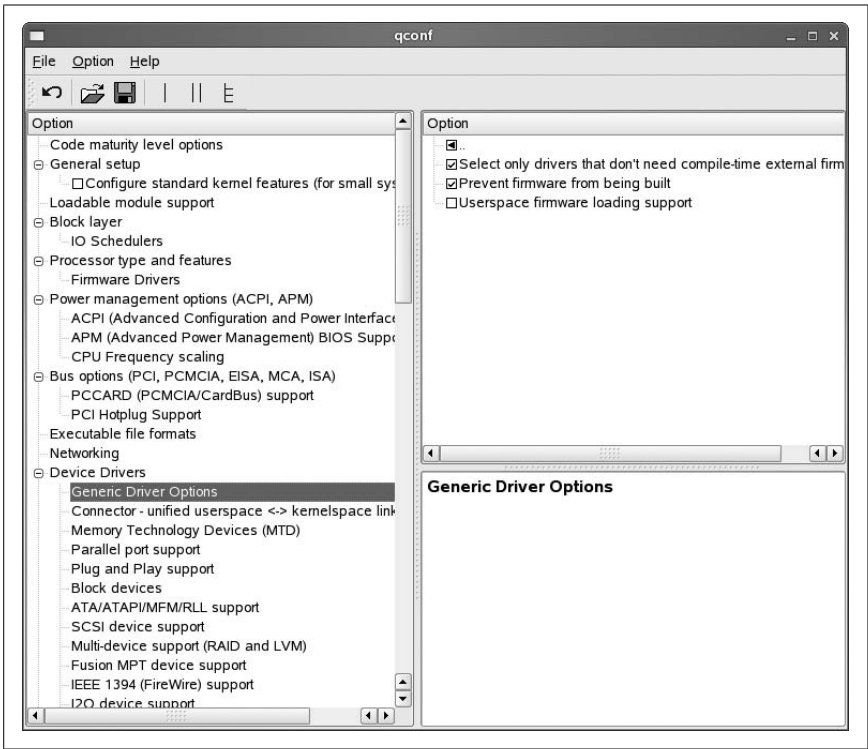 qconf
File Option Help
Option
Code maturity level options
General setup
Configure standard kernel features (for small sys
Loadable module support
Block layer
IO Schedulers
Processor type and features
Firmware Drivers
Power management options (ACPI, APM)
ACPI (Advanced Configuration and Power Interface
APM (Advanced Power Management) BIOS Suppo
CPU Frequency scaling
Bus options (PCI, PCMCIA, EISA, MCA, ISA)
PCCARD (PCMCIA/CardBus) support
PCI Hotplug Support
Executable file formats
Networking
Device Drivers
Generic Driver Options
Connector - unified userspace <-> kernelspace link
Memory Technology Devices (MTD)
Parallel port support
Plug and Play support
Block devices
ATA/ATAPI/MFM/RLL support
SCSI device support
Multi-device support (RAID and LVM)
Fusion MPT device support
IEEE 1394 (FireWire) support
I2O device support
Option
..
Select only drivers that don't need compile-time external firm
Prevent firmware from being built
Userspace firmware loading support
Generic Driver Options